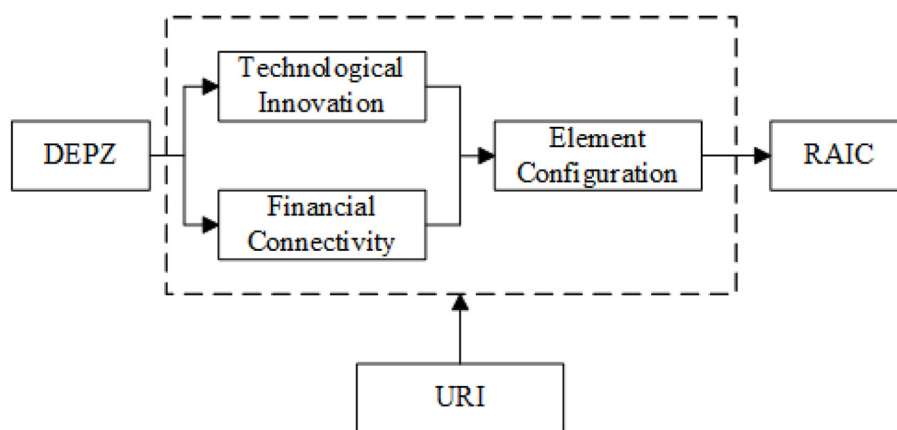 Technological
Innovation
DEPZ
Element
Configuration
RAIC
Financial
Connectivity
URI